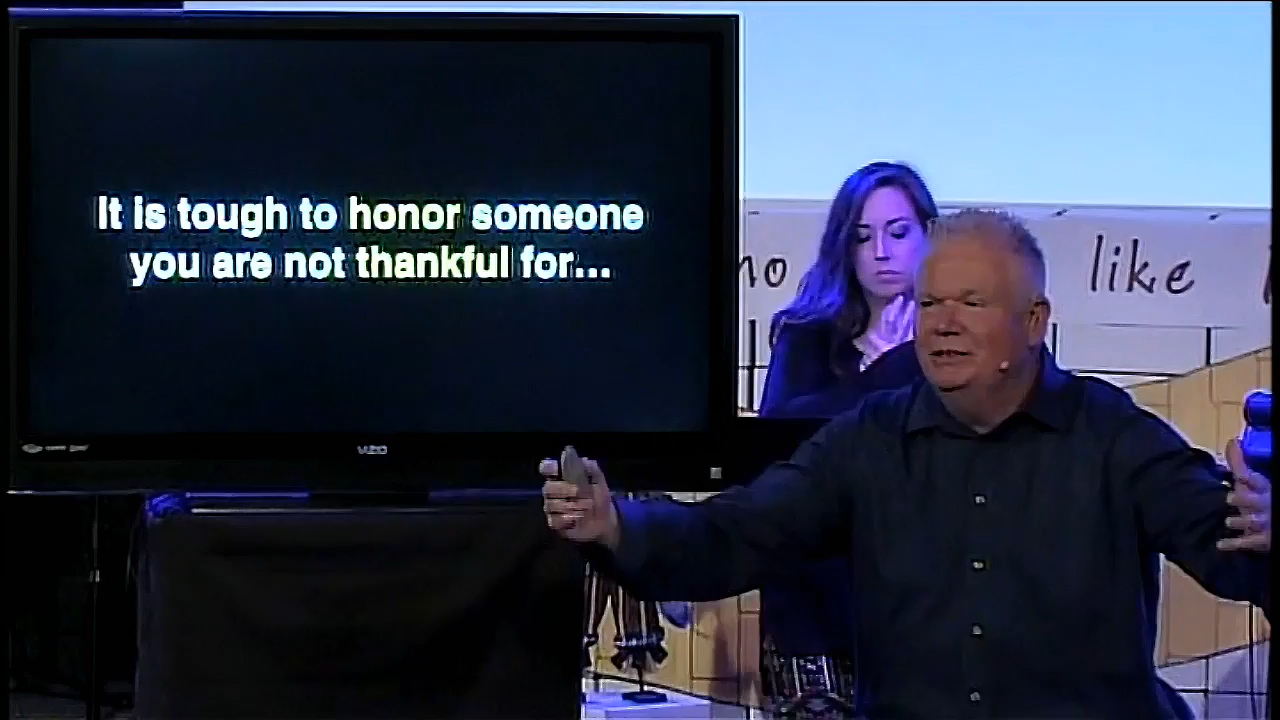 It is tough to honor someone
you are not thankful for...
no like
VIZIO